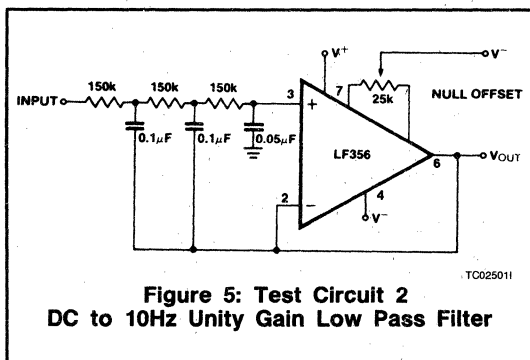 V+
V−
150k 150k 150k
3 7
25k
INPUT
NULL OFFSET
+
0.1μF 0.1μF 0.05μF
LF356
6
VOUT
2
−
4
V−
TC02501I
Figure 5: Test Circuit 2
DC to 10Hz Unity Gain Low Pass Filter